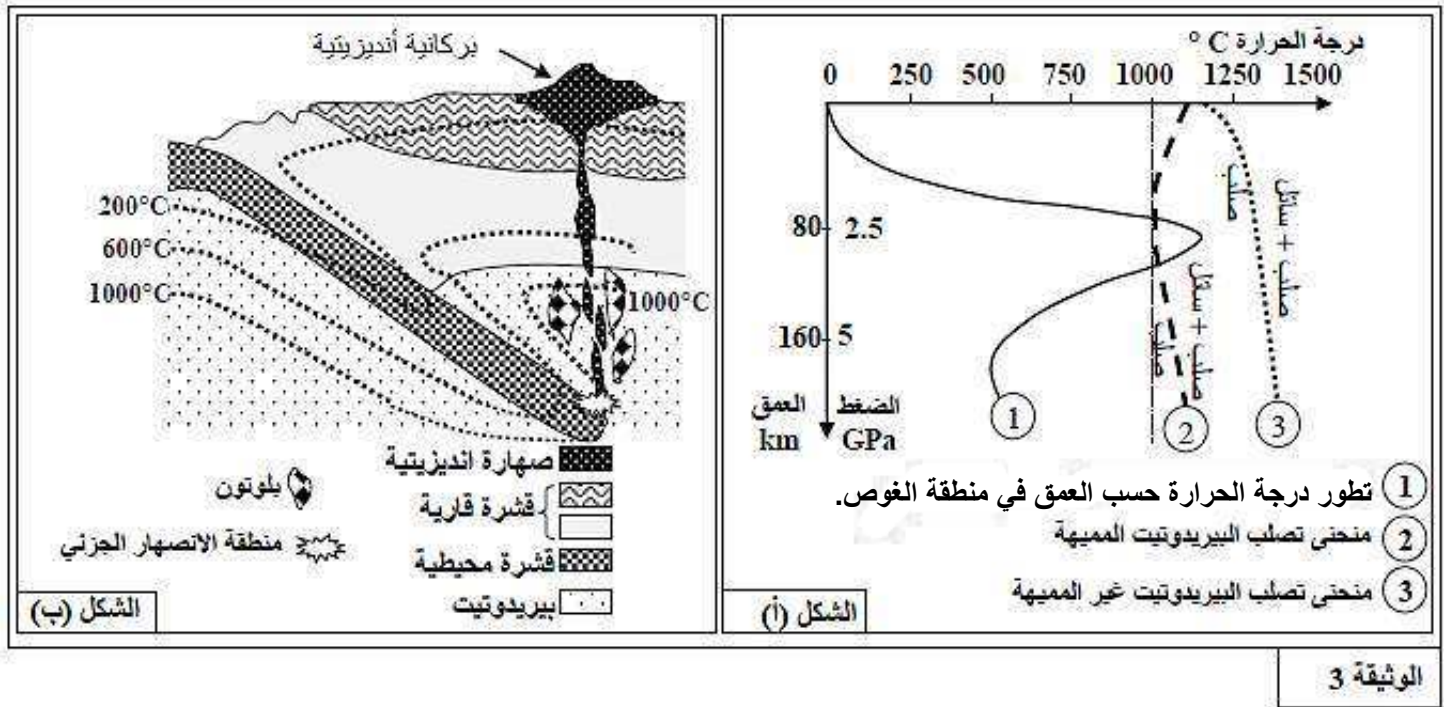 درجة الحرارة C °
0 250 500 750 1000 1250 1500
80 2.5
160 5
العمق
km
الضغط
GPa
صلب
صلب + سائل
صلب
صلب + سائل
1
2
3
1 تطور درجة الحرارة حسب العمق في منطقة الغوص.
2 منحنى تصلب البيريدوتيت المميهة
3 منحنى تصلب البيريدوتيت غير المميهة
الشكل (أ)
بركانية أنديزيتية
200°C
600°C
1000°C
1000°C
صهارة انديزيتية
قشرة قارية
قشرة محيطية
بيريدوتيت
بلوتون
منطقة الانصهار الجزئي
الشكل (ب)
الوثيقة 3